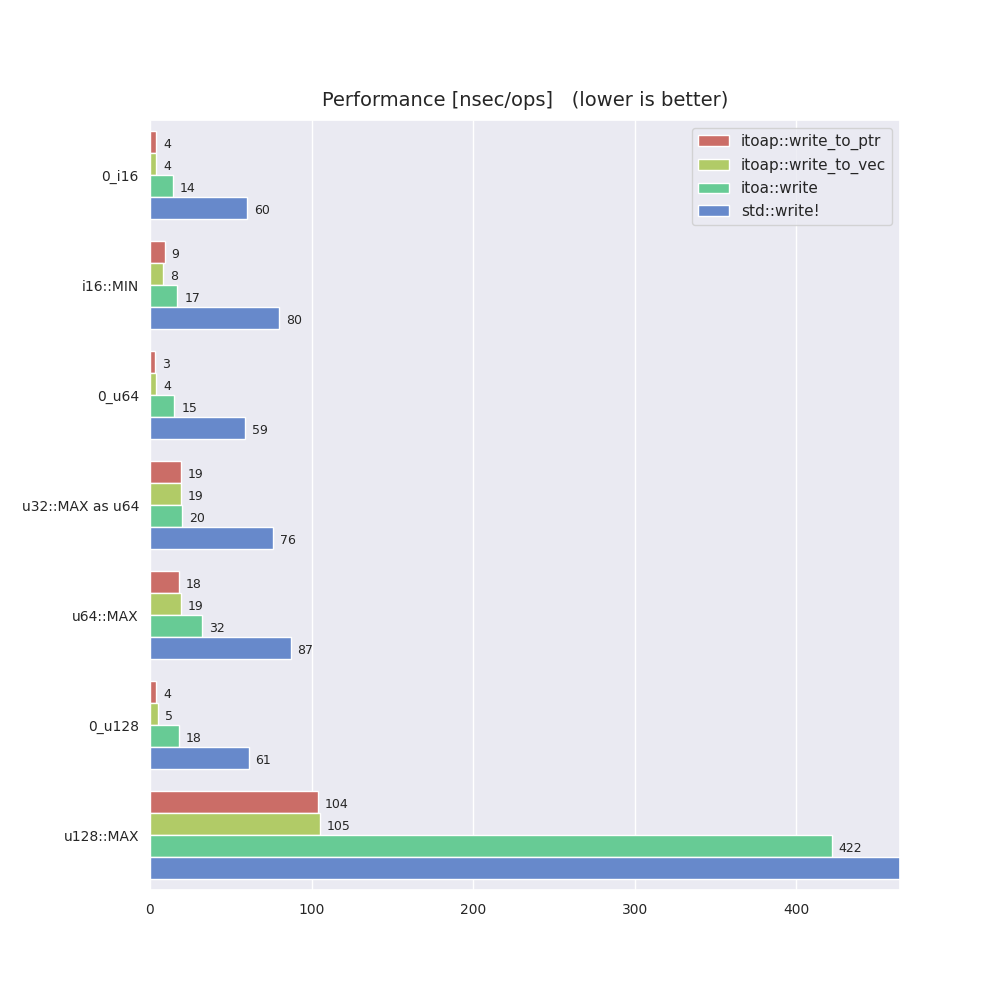 Performance [nsec/ops]   (lower is better)
itoap::write_to_ptr
itoap::write_to_vec
itoa::write
std::write!
0_i16
4
4
14
60
i16::MIN
9
8
17
80
0_u64
3
4
15
59
u32::MAX as u64
19
19
20
76
u64::MAX
18
19
32
87
0_u128
4
5
18
61
u128::MAX
104
105
422
0 100 200 300 400